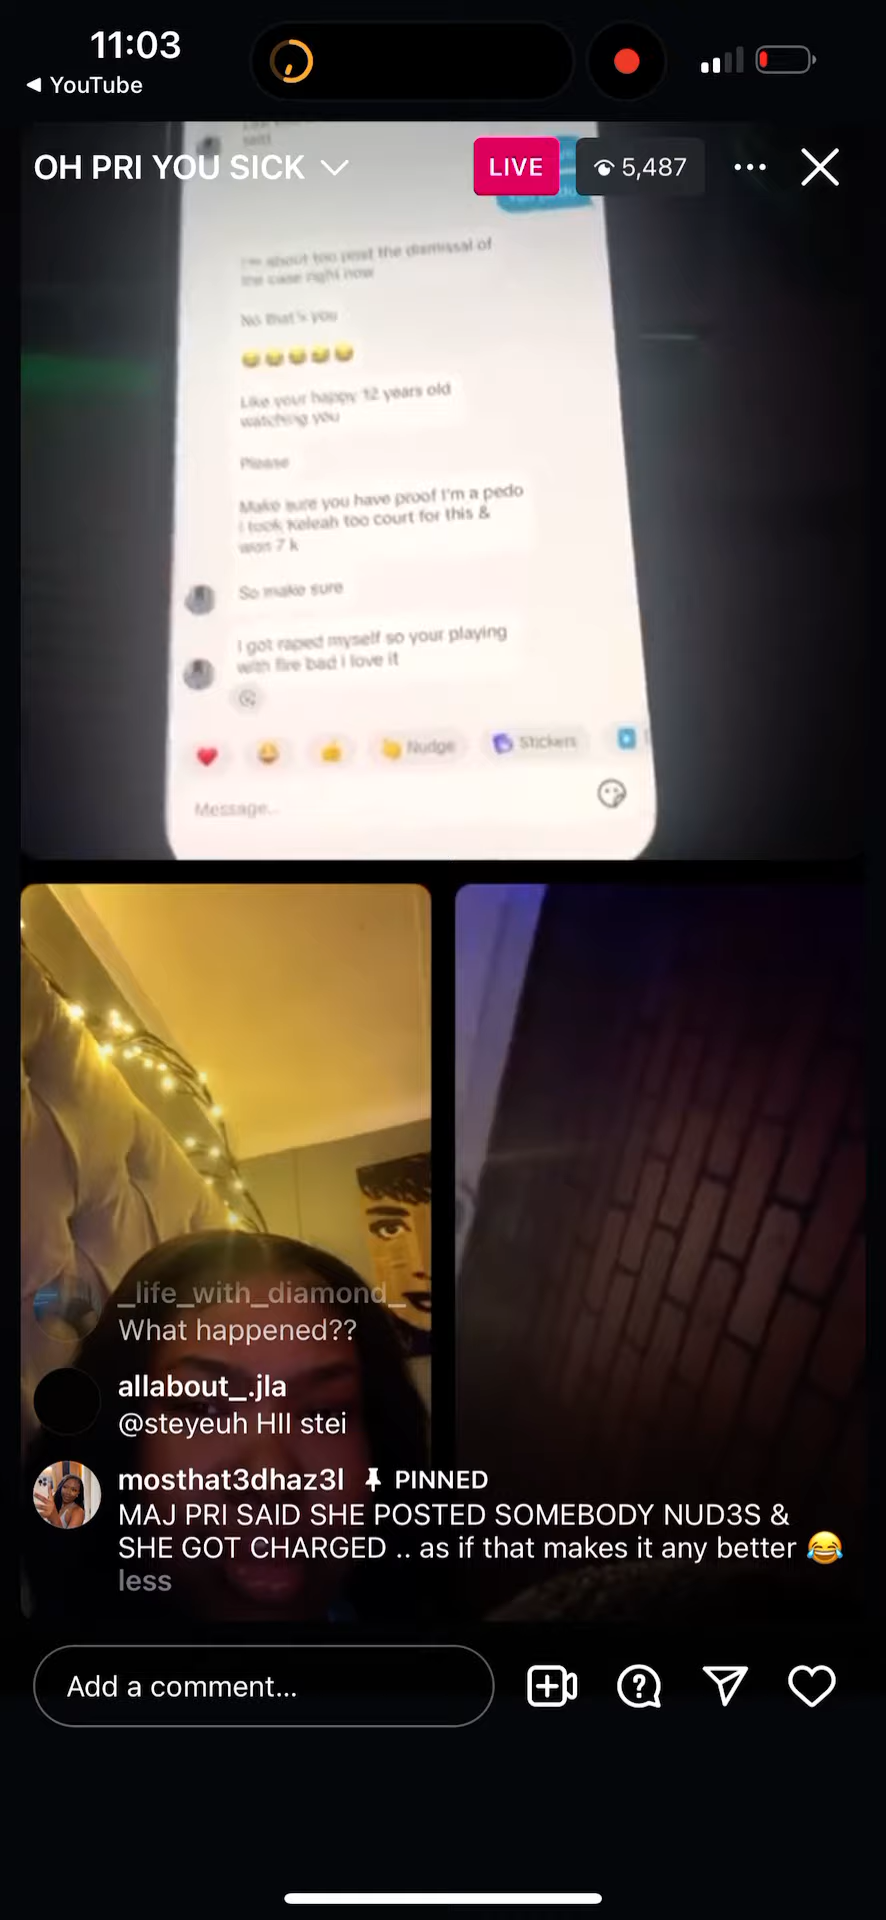 11:03
YouTube
OH PRI YOU SICK
LIVE
5,487
I'm about too post the dismissal of
the case right now
No that's you
😂😂😂😂😂
Like your happy 12 years old
watching you
Please
Make sure you have proof I'm a pedo
I took Keleah too court for this &
won 7 k
So make sure
I got raped myself so your playing
with fire bad I love it
Nudge
Stickers
Message...
_life_with_diamond_
What happened??
allabout_.jla
@steyeuh HII stei
mosthat3dhaz3l PINNED
MAJ PRI SAID SHE POSTED SOMEBODY NUD3S &
SHE GOT CHARGED .. as if that makes it any better 😂
less
Add a comment...